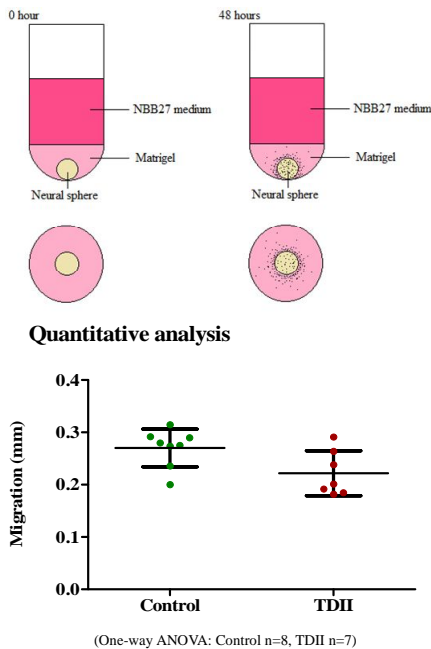 0 hour
48 hours
NBB27 medium
NBB27 medium
Matrigel
Matrigel
Neural sphere
Neural sphere
Quantitative analysis
0.4
0.3
0.2
0.1
0.0
Migration (mm)
Control
TDII
(One-way ANOVA: Control n=8, TDII n=7)